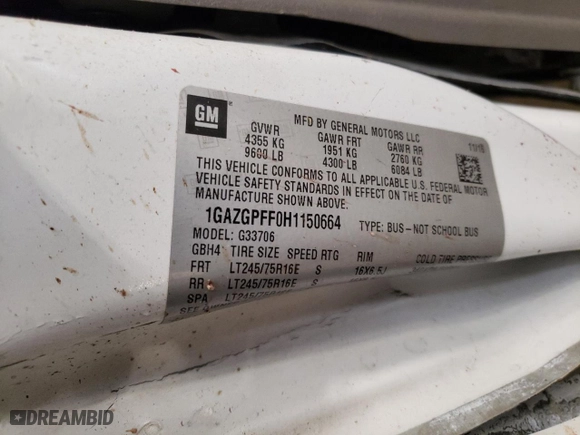 GM
MFD BY GENERAL MOTORS LLC
GVWR GAWR FRT GAWR RR
4355 KG 1951 KG 2760 KG
9600 LB 4300 LB 6084 LB
THIS VEHICLE CONFORMS TO ALL APPLICABLE U.S. FEDERAL MOTOR
VEHICLE SAFETY STANDARDS IN EFFECT ON THE DATE OF
MANUFACTURE SHOWN ABOVE.
1GAZGPFF0H1150664 TYPE: BUS – NOT SCHOOL BUS
MODEL: G33706
GBH4 TIRE SIZE SPEED RTG RIM COLD TIRE
FRT LT245/75R16E S 16X6.5J
RR LT245/75R16E S
SPA
DREAMBID